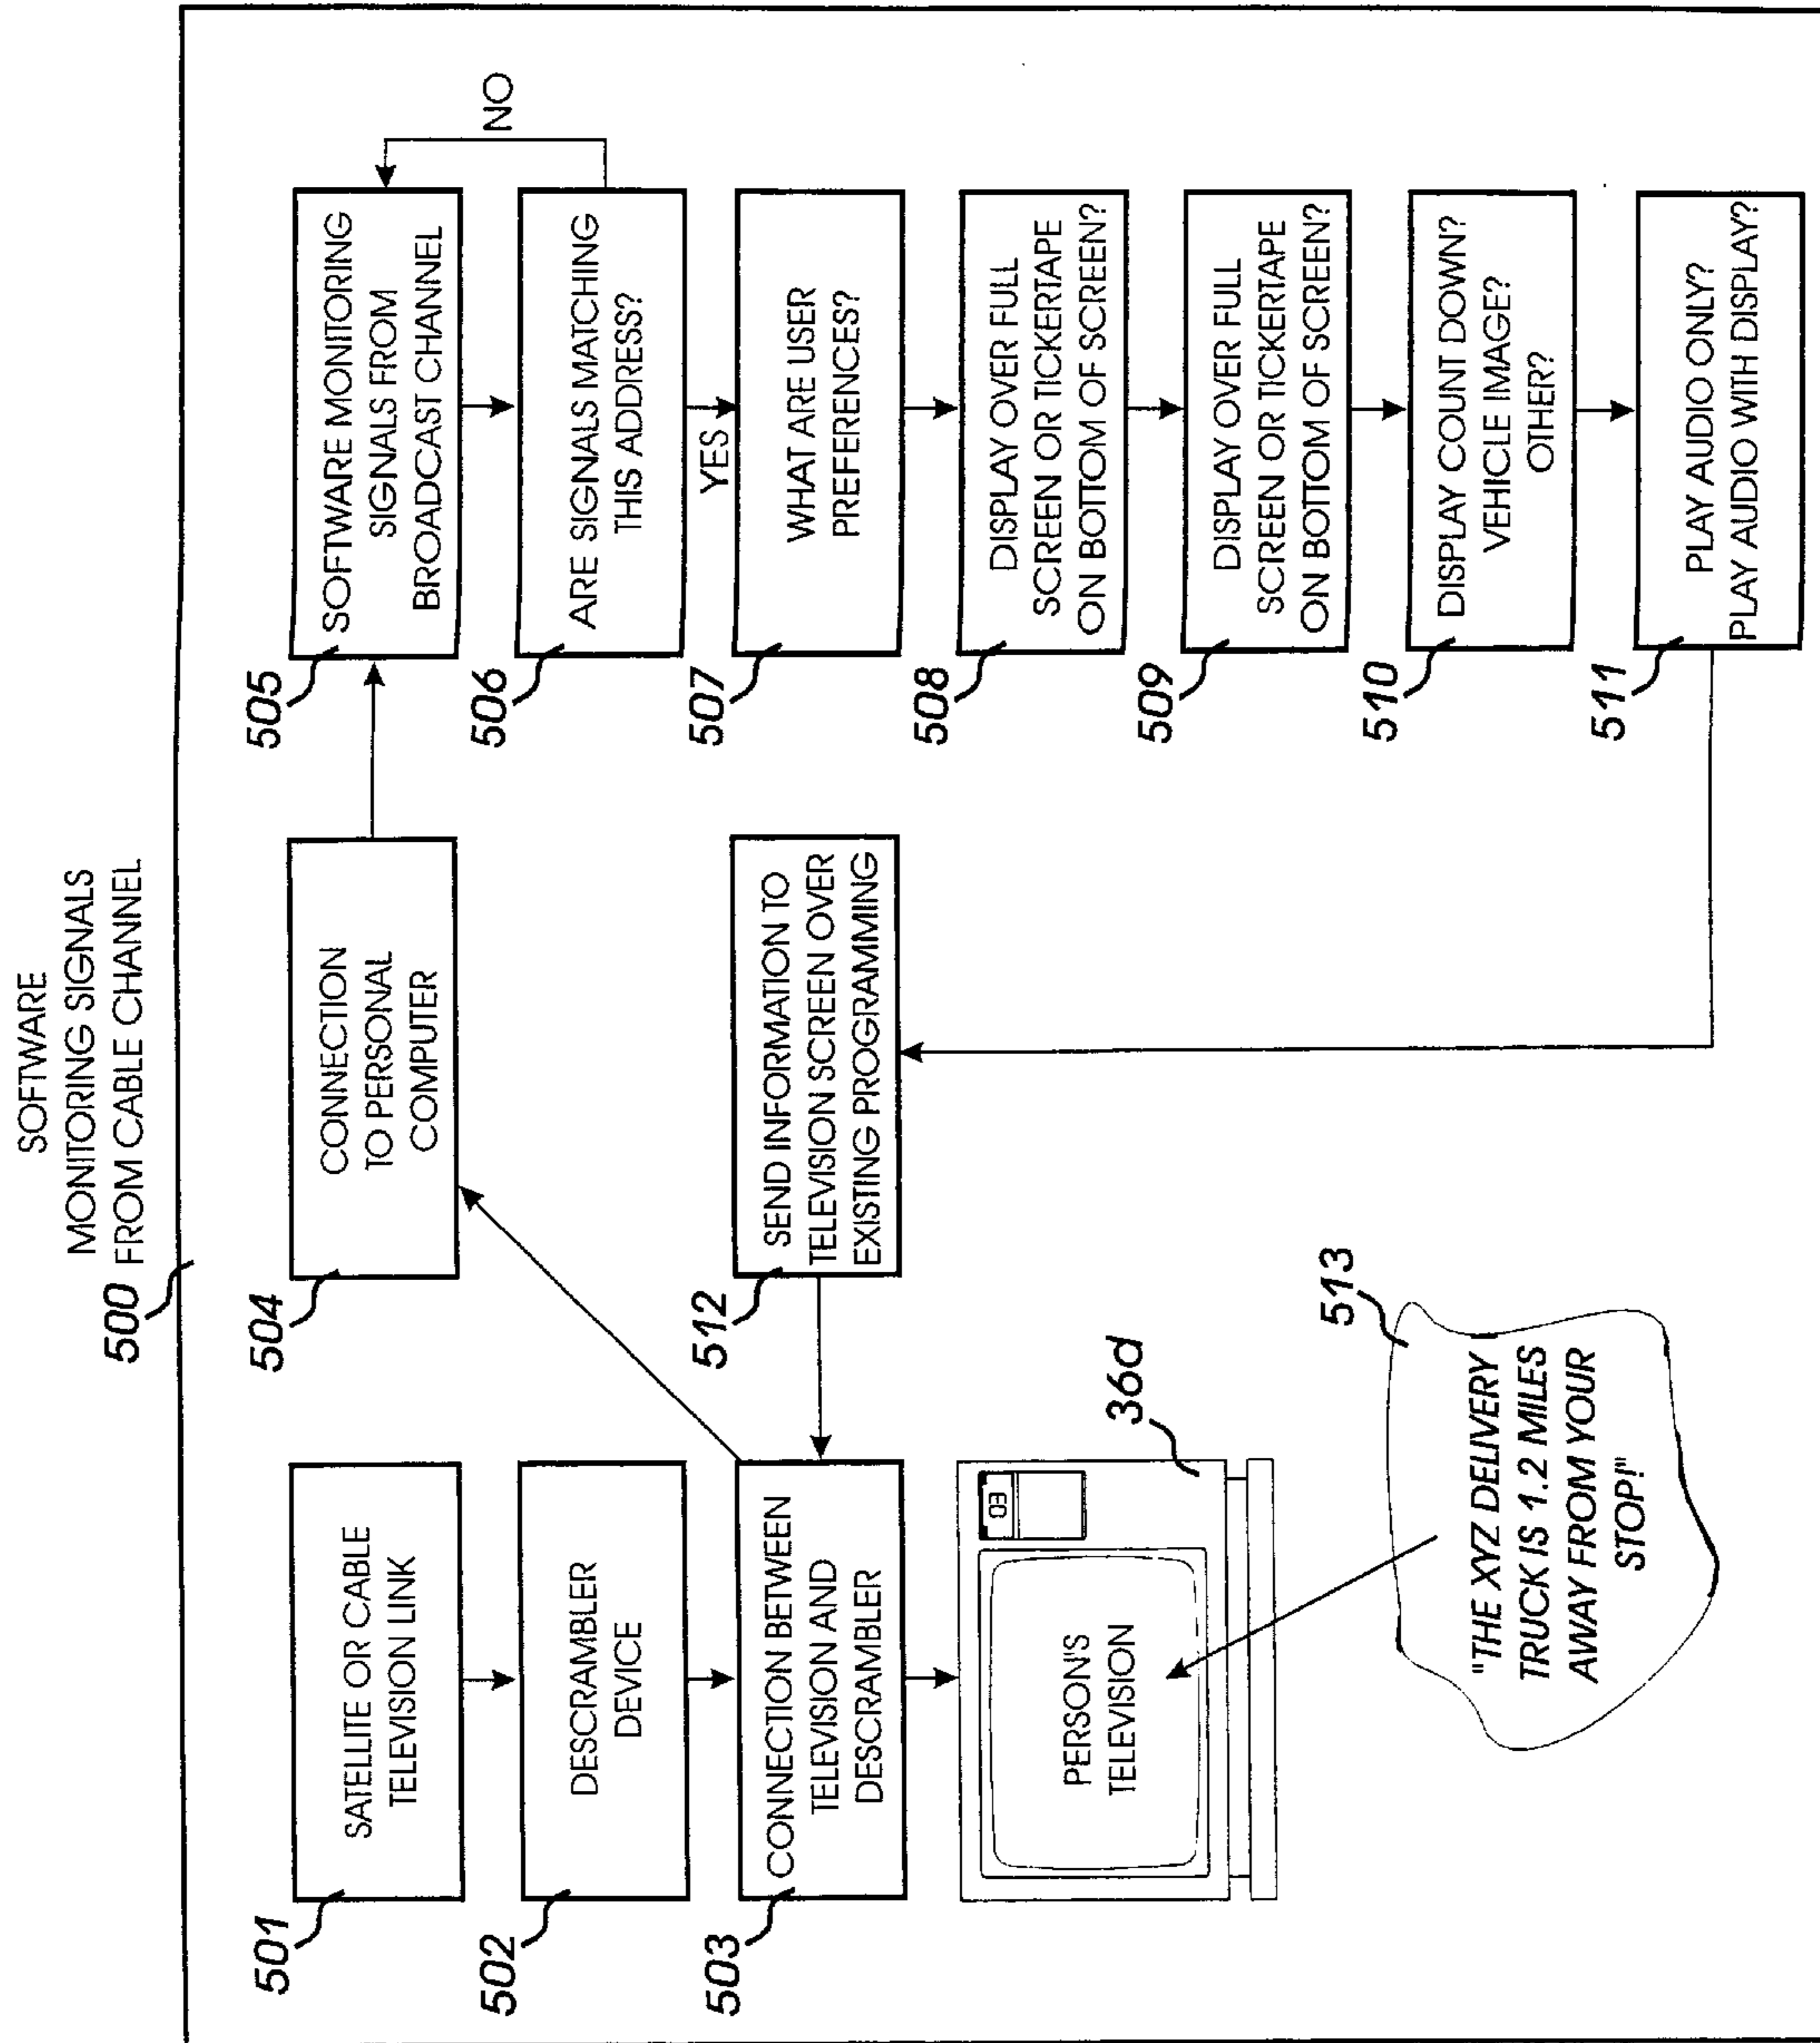 SOFTWARE
MONITORING SIGNALS
FROM CABLE CHANNEL
500
501
SATELLITE OR CABLE
TELEVISION LINK
502
DESCRAMBLER
DEVICE
503
CONNECTION BETWEEN
TELEVISION AND
DESCRAMBLER
36d
03
PERSON'S
TELEVISION
513
"THE XYZ DELIVERY
TRUCK IS 1.2 MILES
AWAY FROM YOUR
STOP!"
504
CONNECTION
TO PERSONAL
COMPUTER
512
SEND INFORMATION TO
TELEVISION SCREEN OVER
EXISTING PROGRAMMING
505
SOFTWARE MONITORING
SIGNALS FROM
BROADCAST CHANNEL
NO
506
ARE SIGNALS MATCHING
THIS ADDRESS?
YES
507
WHAT ARE USER
PREFERENCES?
508
DISPLAY OVER FULL
SCREEN OR TICKERTAPE
ON BOTTOM OF SCREEN?
509
DISPLAY OVER FULL
SCREEN OR TICKERTAPE
ON BOTTOM OF SCREEN?
510
DISPLAY COUNT DOWN?
VEHICLE IMAGE?
OTHER?
511
PLAY AUDIO ONLY?
PLAY AUDIO WITH DISPLAY?